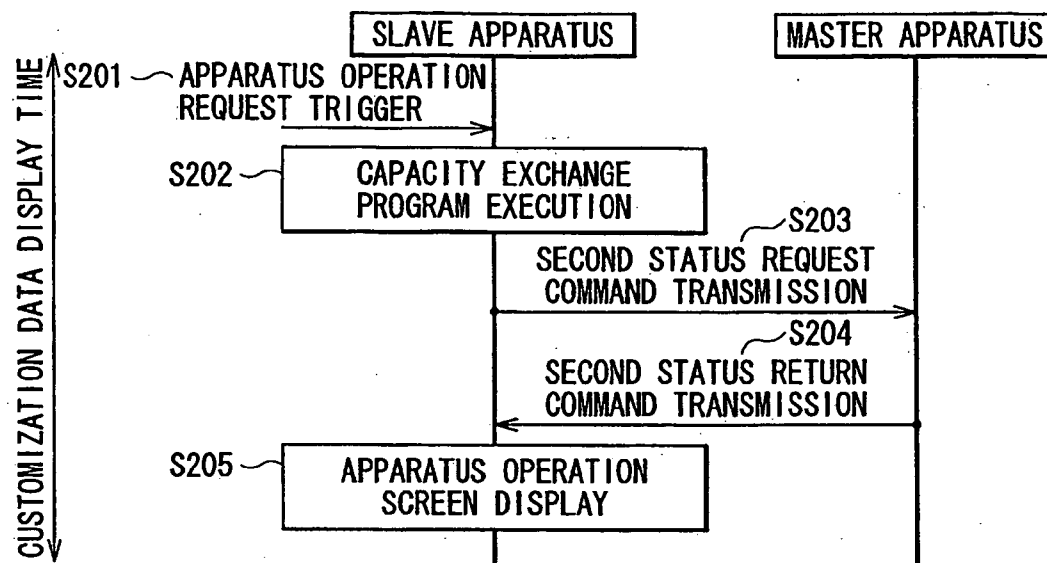 SLAVE APPARATUS
MASTER APPARATUS
CUSTOMIZATION DATA DISPLAY TIME
S201
APPARATUS OPERATION
REQUEST TRIGGER
S202
CAPACITY EXCHANGE
PROGRAM EXECUTION
S203
SECOND STATUS REQUEST
COMMAND TRANSMISSION
S204
SECOND STATUS RETURN
COMMAND TRANSMISSION
S205
APPARATUS OPERATION
SCREEN DISPLAY